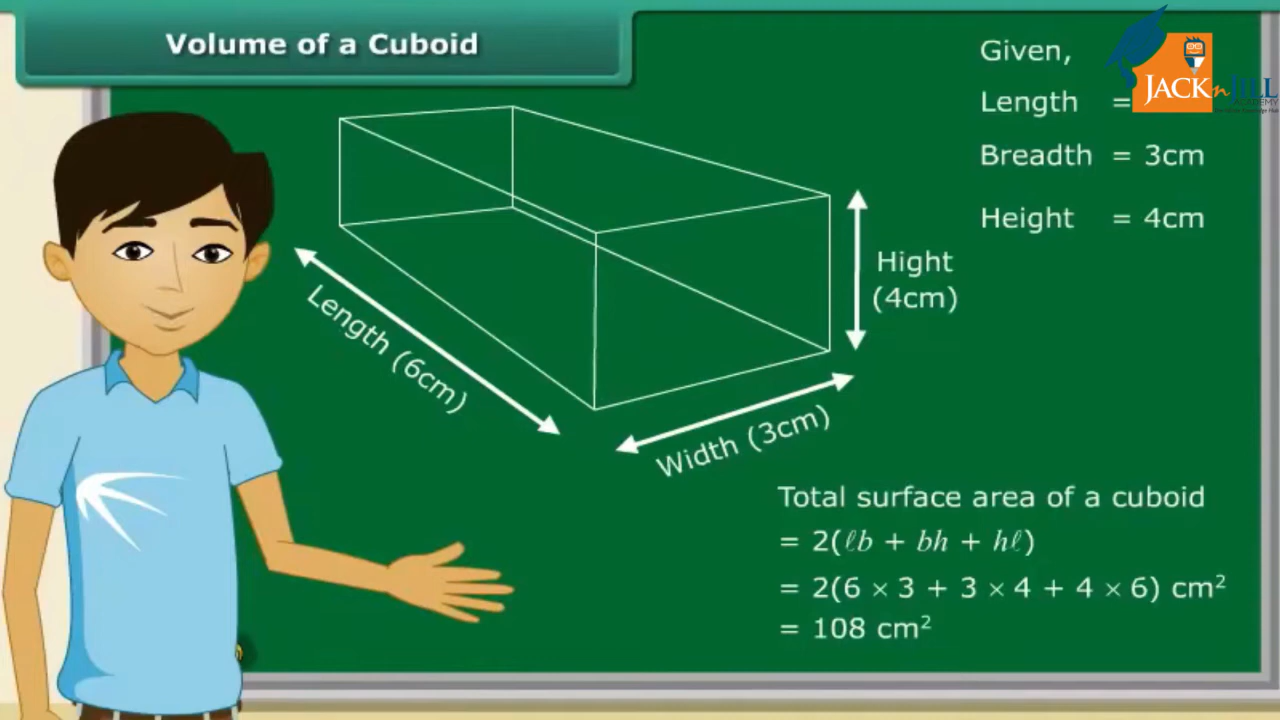 Volume of a Cuboid
Given,
Length =
Breadth = 3cm
Height = 4cm
JACK n JILL
ACADEMY
Hight
(4cm)
Length (6cm)
Width (3cm)
Total surface area of a cuboid
= 2(ℓb + bh + hℓ)
= 2(6 × 3 + 3 × 4 + 4 × 6) cm²
= 108 cm²